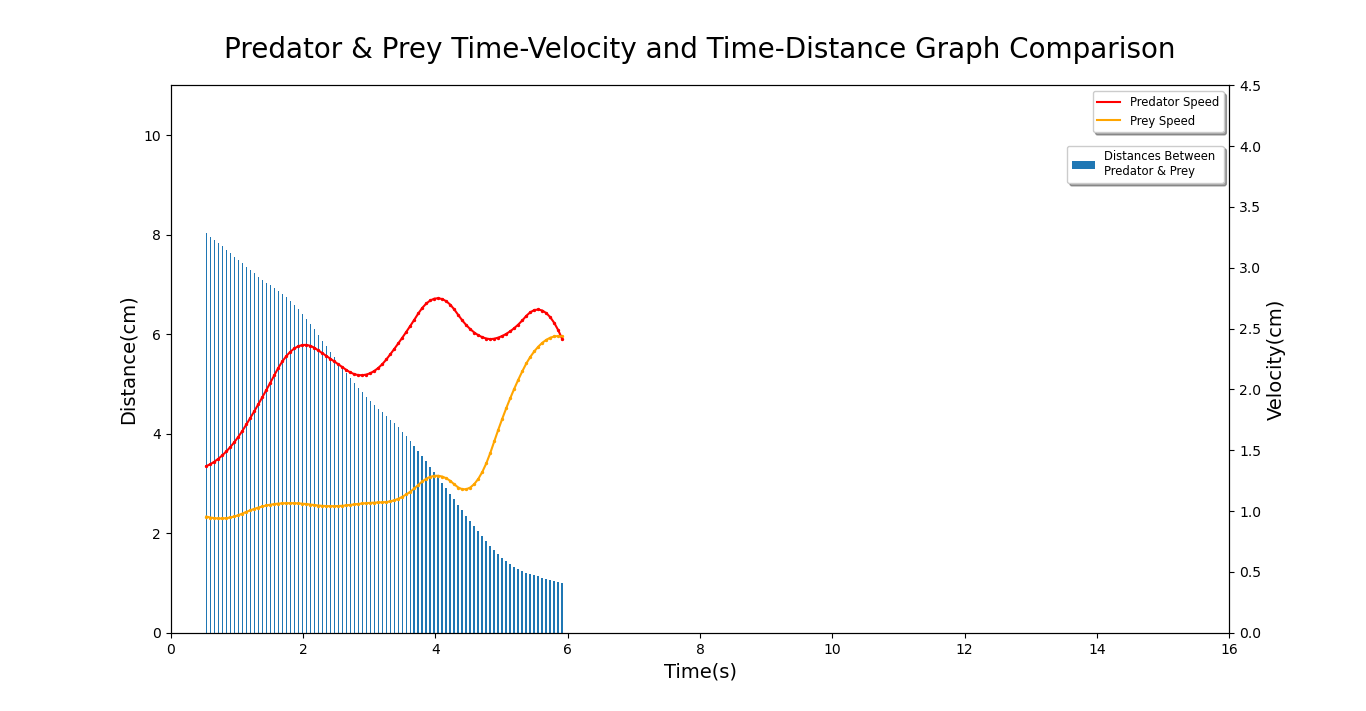 Predator & Prey Time-Velocity and Time-Distance Graph Comparison
Predator Speed
Prey Speed
Distances Between
Predator & Prey
Distance(cm)
10
8
6
4
2
0
4.5
4.0
3.5
3.0
2.5
2.0
1.5
1.0
0.5
0.0
Velocity(cm)
0 2 4 6 8 10 12 14 16
Time(s)